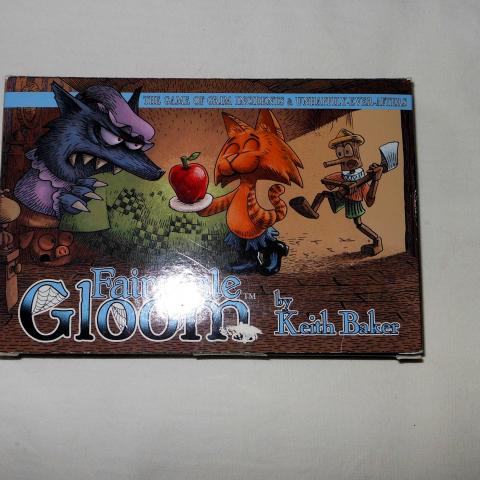 THE GAME OF GRIM INCIDENTS & UNHAPPILY-EVER-AFTERS
Fairytale
Gloom™
by
Keith Baker